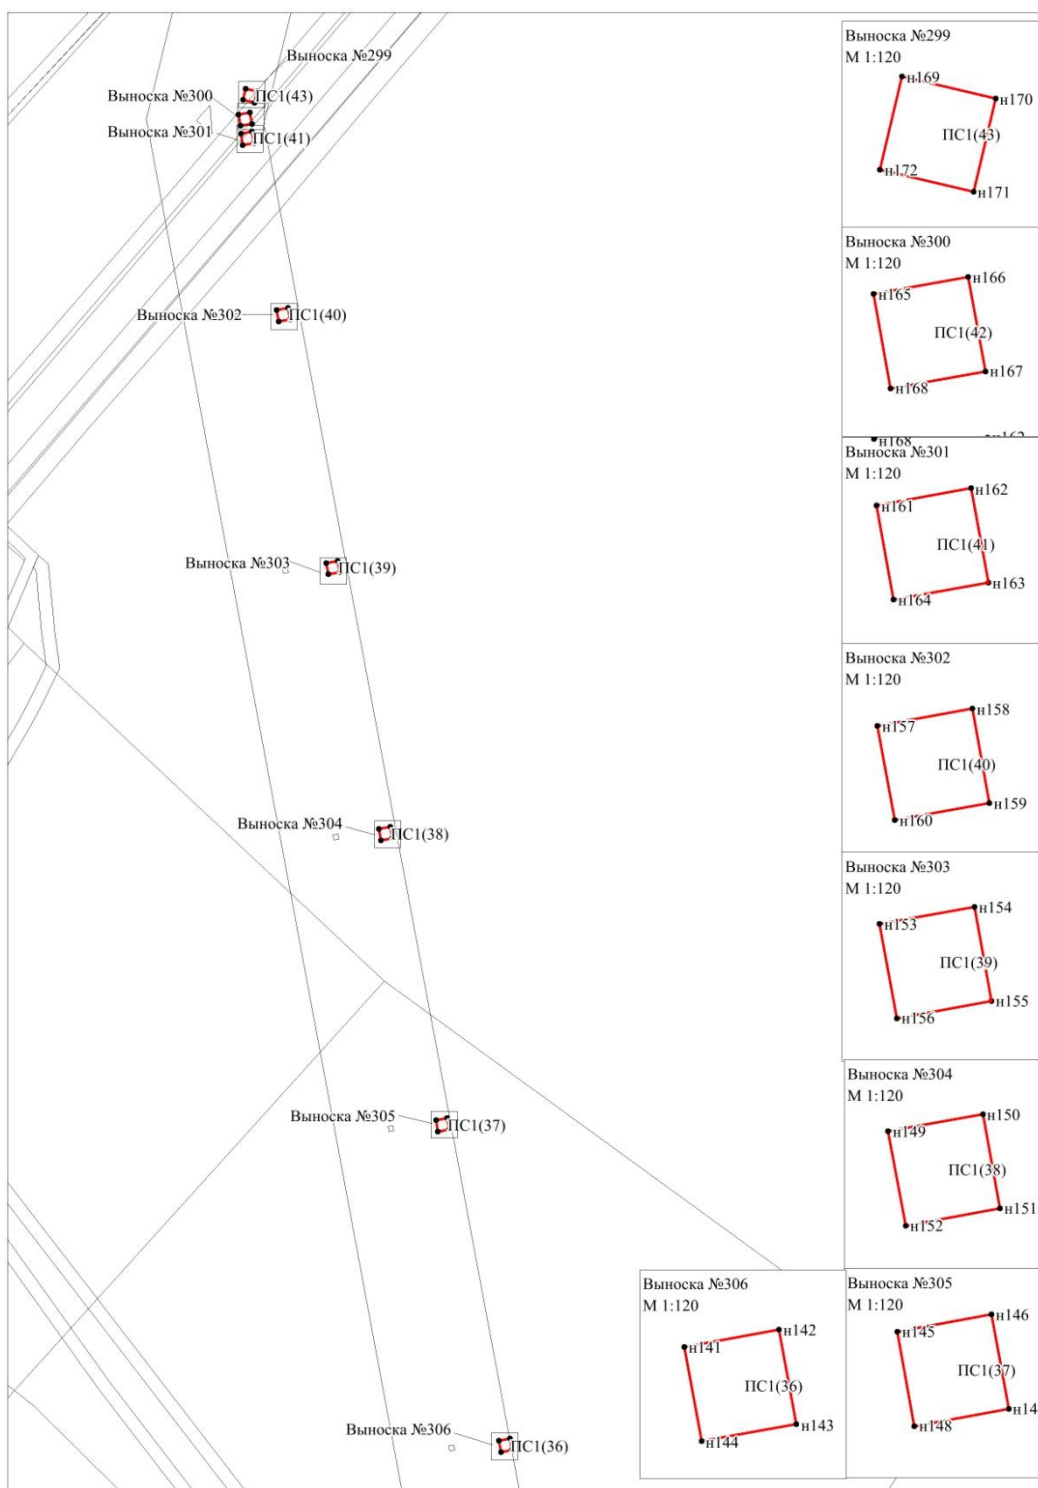 Выноска №299
Выноска №300
ПС1(43)
Выноска №301
ПС1(41)
Выноска №302
ПС1(40)
Выноска №303
ПС1(39)
Выноска №304
ПС1(38)
Выноска №305
ПС1(37)
Выноска №306
ПС1(36)
Выноска №299
М 1:120
н169
н170
ПС1(43)
н172
н171
Выноска №300
М 1:120
н166
н165
ПС1(42)
н167
н168
н162
н168
Выноска №301
М 1:120
н162
н161
ПС1(41)
н163
н164
Выноска №302
М 1:120
н158
н157
ПС1(40)
н159
н160
Выноска №303
М 1:120
н154
н153
ПС1(39)
н155
н156
Выноска №304
М 1:120
н150
н149
ПС1(38)
н151
н152
Выноска №306
М 1:120
н142
н141
ПС1(36)
н143
н144
Выноска №305
М 1:120
н146
н145
ПС1(37)
н14
н148